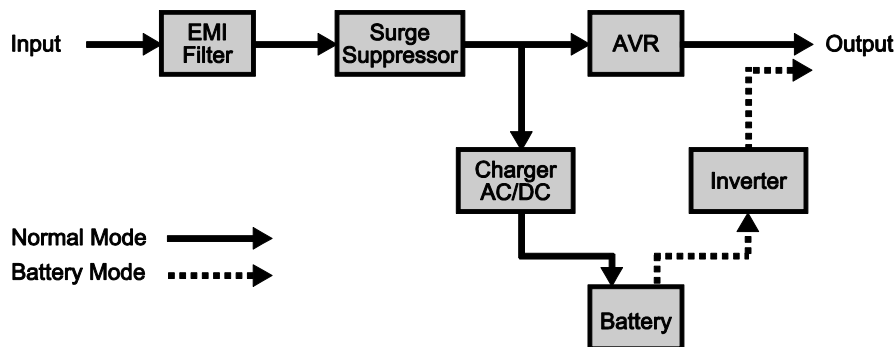 Input
EMI
Filter
Surge
Suppressor
AVR
Output
Charger
AC/DC
Inverter
Normal Mode
Battery Mode
Battery